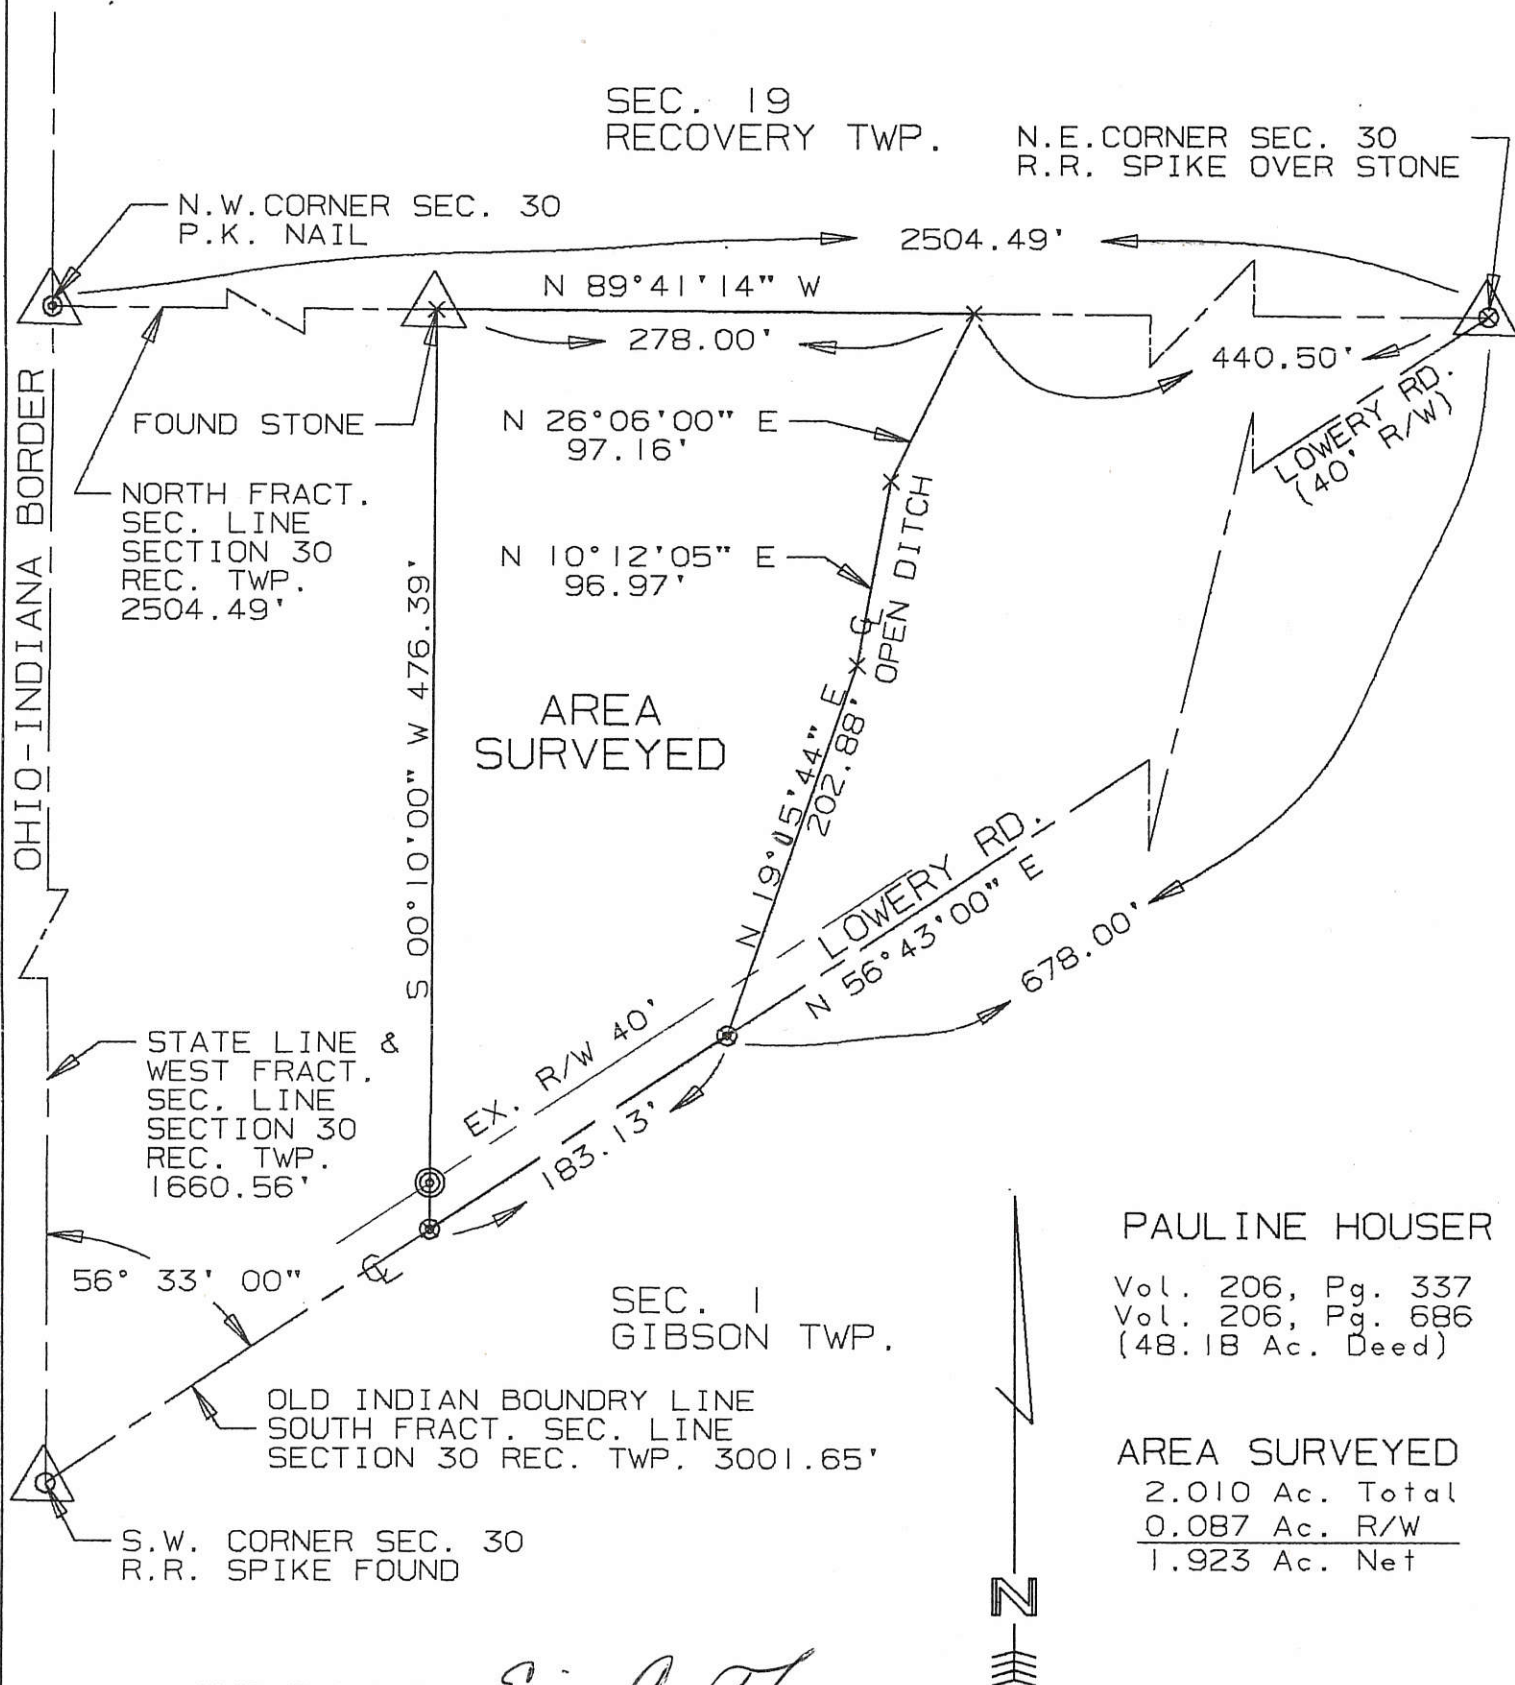 SEC. 19
RECOVERY TWP.
N.E.CORNER SEC. 30
R.R. SPIKE OVER STONE
N.W.CORNER SEC. 30
P.K. NAIL
2504.49'
N 89°41'14" W
278.00'
440.50'
LOWERY RD.
(40' R/W)
FOUND STONE
N 26°06'00" E
97.16'
NORTH FRACT.
SEC. LINE
SECTION 30
REC. TWP.
2504.49'
N 10°12'05" E
96.97'
OPEN DITCH
OHIO-INDIANA BORDER
S 00°10'00" W 476.39'
AREA
SURVEYED
N 19°05'44" E
202.88'
LOWERY RD.
N 56°43'00" E
678.00'
EX. R/W 40'
183.13'
STATE LINE &
WEST FRACT.
SEC. LINE
SECTION 30
REC. TWP.
1660.56'
56° 33' 00"
SEC. 1
GIBSON TWP.
PAULINE HOUSER
Vol. 206, Pg. 337
Vol. 206, Pg. 686
(48.18 Ac. Deed)
OLD INDIAN BOUNDRY LINE
SOUTH FRACT. SEC. LINE
SECTION 30 REC. TWP. 3001.65'
AREA SURVEYED
2.010 Ac. Total
0.087 Ac. R/W
1.923 Ac. Net
S.W. CORNER SEC. 30
R.R. SPIKE FOUND
N